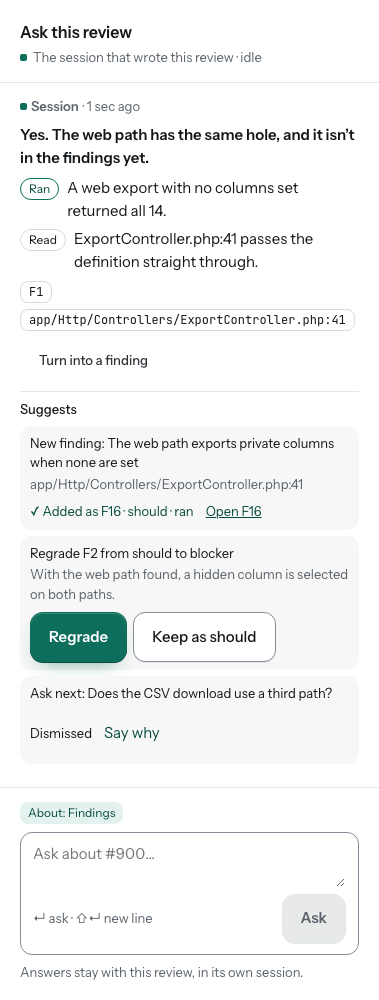 Ask this review
The session that wrote this review · idle
Session · 1 sec ago
Yes. The web path has the same hole, and it isn’t
in the findings yet.
Ran A web export with no columns set
returned all 14.
Read ExportController.php:41 passes the
definition straight through.
F1
app/Http/Controllers/ExportController.php:41
Turn into a finding
Suggests
New finding: The web path exports private columns
when none are set
app/Http/Controllers/ExportController.php:41
✓ Added as F16 · should · ran Open F16
Regrade F2 from should to blocker
With the web path found, a hidden column is selected
on both paths.
Regrade Keep as should
Ask next: Does the CSV download use a third path?
Dismissed Say why
About: Findings
Ask about #900…
↵ ask · ⇧↵ new line Ask
Answers stay with this review, in its own session.